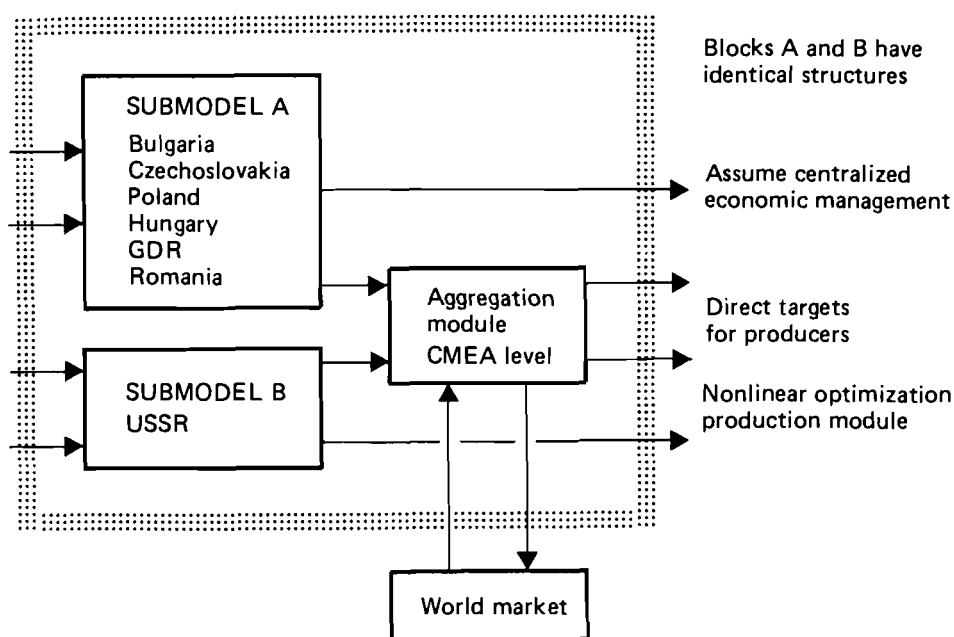 SUBMODEL A
Bulgaria
Czechoslovakia
Poland
Hungary
GDR
Romania
SUBMODEL B
USSR
Aggregation
module
CMEA level
World market
Blocks A and B have
identical structures
Assume centralized
economic management
Direct targets
for producers
Nonlinear optimization
production module